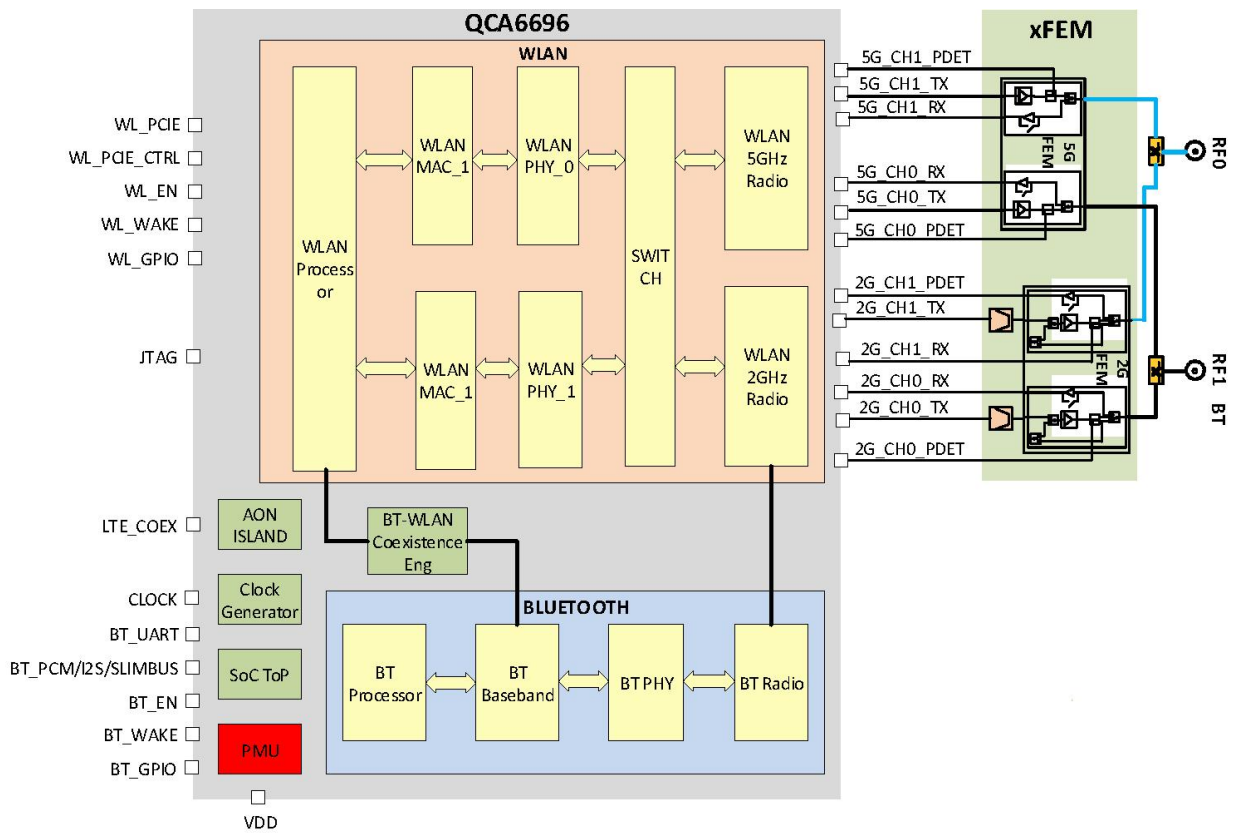 QCA6696
xFEM
WLAN
WL_PCIE
WL_PCIE_CTRL
WL_EN
WL_WAKE
WL_GPIO
JTAG
LTE_COEX
CLOCK
BT_UART
BT_PCM/I2S/SLIMBUS
BT_EN
BT_WAKE
BT_GPIO
VDD
WLAN
Process
or
WLAN
MAC_1
WLAN
PHY_0
WLAN
MAC_1
WLAN
PHY_1
SWIT
CH
WLAN
5GHz
Radio
WLAN
2GHz
Radio
5G_CH1_PDET
5G_CH1_TX
5G_CH1_RX
5G_CH0_RX
5G_CH0_TX
5G_CH0_PDET
2G_CH1_PDET
2G_CH1_TX
2G_CH1_RX
2G_CH0_RX
2G_CH0_TX
2G_CH0_PDET
5G
FEM
2G
FEM
RF0
RF1
BT
AON
ISLAND
Clock
Generator
SoC ToP
PMU
BT-WLAN
Coexistence
Eng
BLUETOOTH
BT
Processor
BT
Baseband
BT PHY
BT Radio